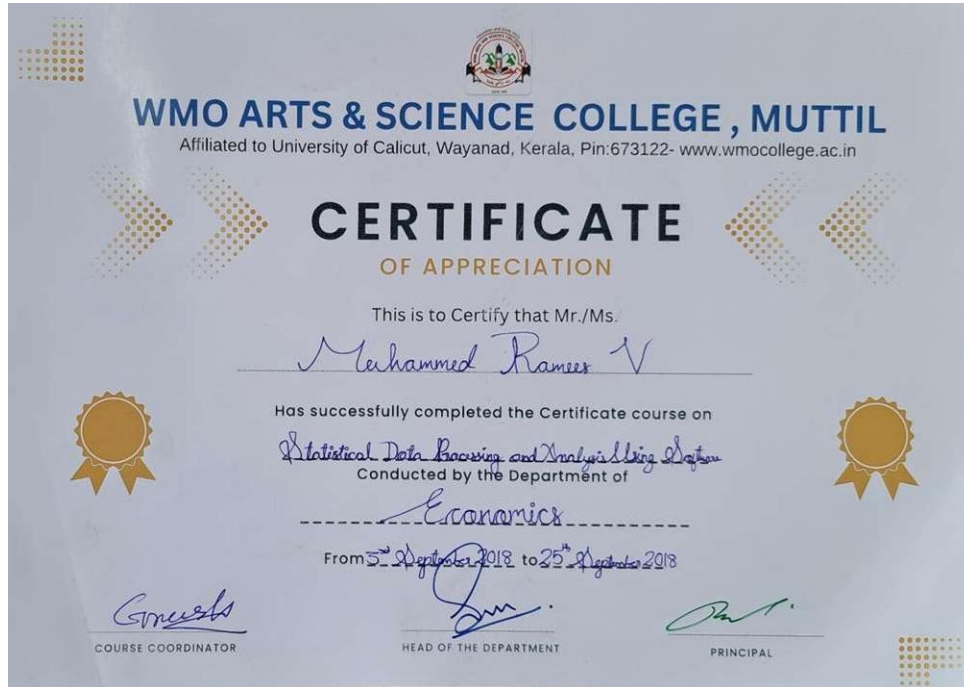 WMO ARTS & SCIENCE COLLEGE , MUTTIL
Affiliated to University of Calicut, Wayanad, Kerala, Pin:673122- www.wmocollege.ac.in
CERTIFICATE
OF APPRECIATION
This is to Certify that Mr./Ms.
Muhammed Ramees V
Has successfully completed the Certificate course on
Statistical Data Processing and Analysis Using Software
Conducted by the Department of
Economics
From September 2018 to 25th September 2018
COURSE COORDINATOR
HEAD OF THE DEPARTMENT
PRINCIPAL